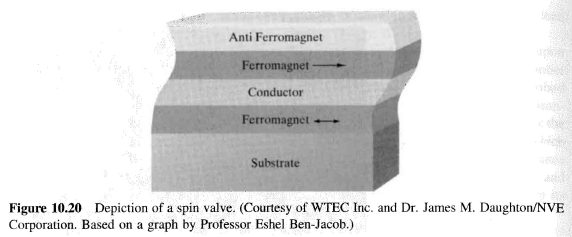 Anti Ferromagnet
Ferromagnet
Conductor
Ferromagnet
Substrate
Figure 10.20 Depiction of a spin valve. (Courtesy of WTEC Inc. and Dr. James M. Daughton/NVE
Corporation. Based on a graph by Professor Eshel Ben-Jacob.)